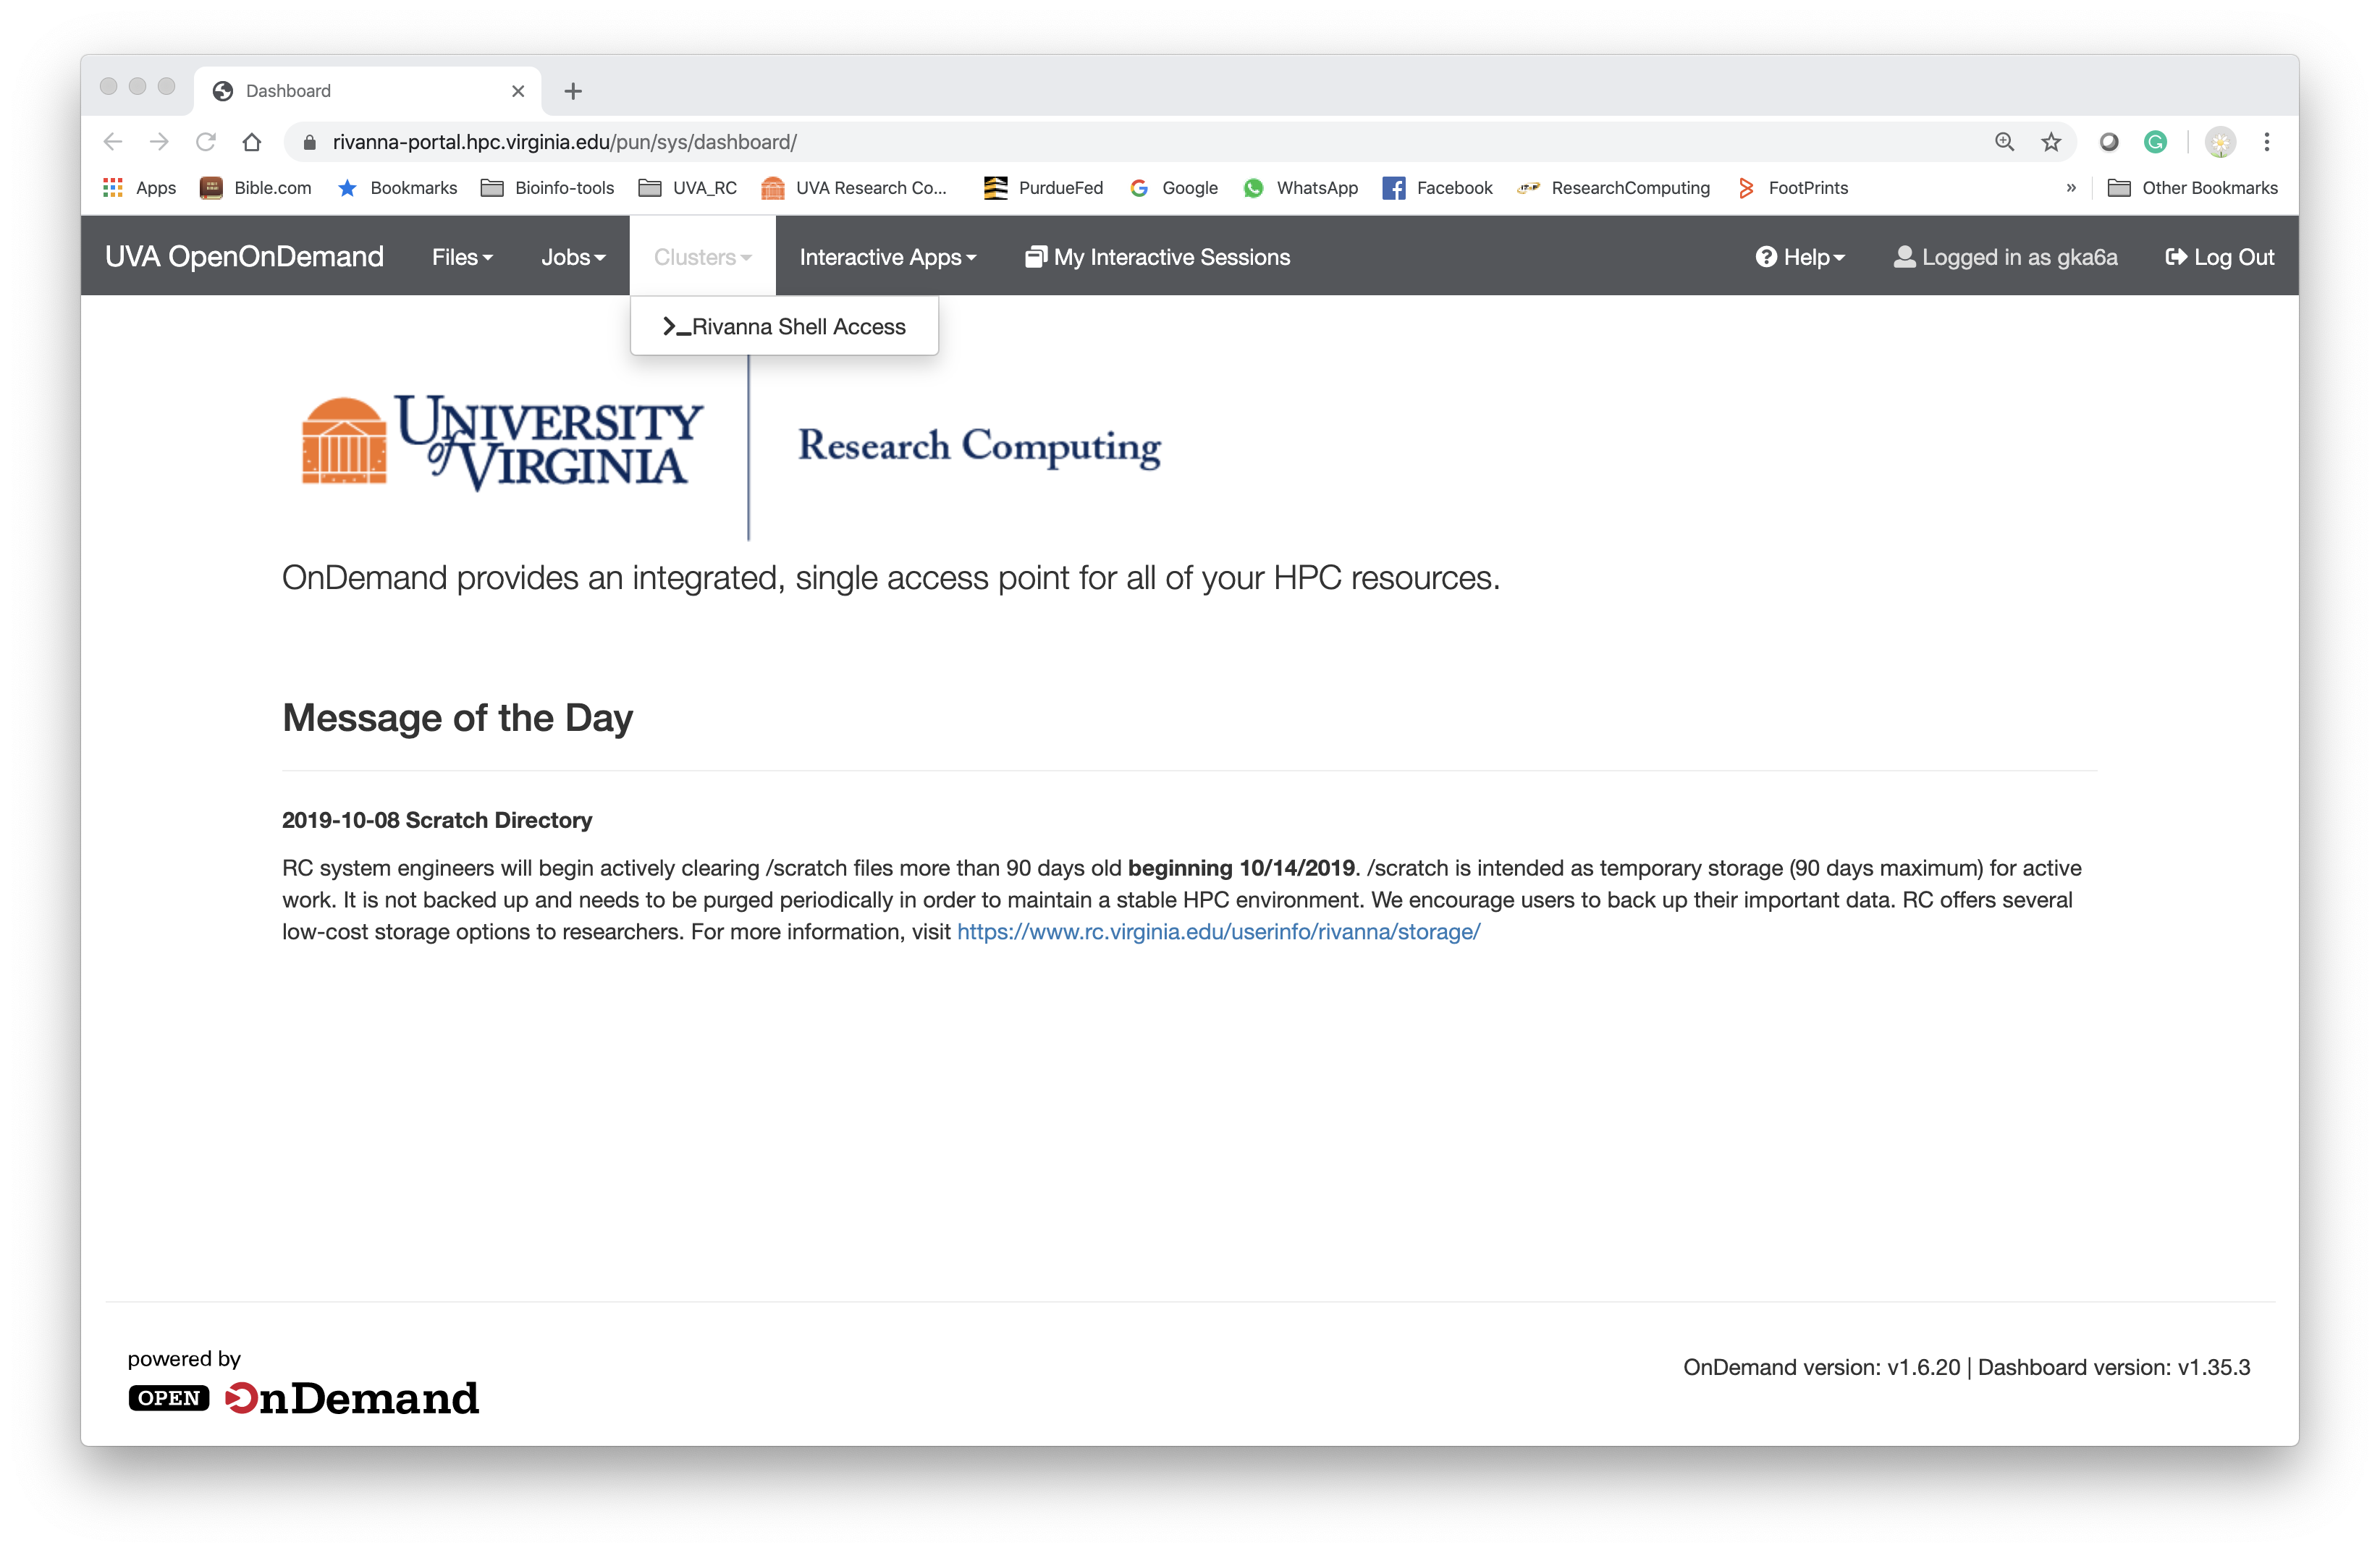 Dashboard
rivanna-portal.hpc.virginia.edu/pun/sys/dashboard/
Apps Bible.com Bookmarks Bioinfo-tools UVA_RC UVA Research Co... PurdueFed Google WhatsApp Facebook ResearchComputing FootPrints » Other Bookmarks
UVA OpenOnDemand Files Jobs Clusters Interactive Apps My Interactive Sessions Help Logged in as gka6a Log Out
>_Rivanna Shell Access
UNIVERSITY of VIRGINIA
Research Computing
OnDemand provides an integrated, single access point for all of your HPC resources.
Message of the Day
2019-10-08 Scratch Directory
RC system engineers will begin actively clearing /scratch files more than 90 days old beginning 10/14/2019. /scratch is intended as temporary storage (90 days maximum) for active
work. It is not backed up and needs to be purged periodically in order to maintain a stable HPC environment. We encourage users to back up their important data. RC offers several
low-cost storage options to researchers. For more information, visit https://www.rc.virginia.edu/userinfo/rivanna/storage/
powered by
OPEN OnDemand
OnDemand version: v1.6.20 | Dashboard version: v1.35.3